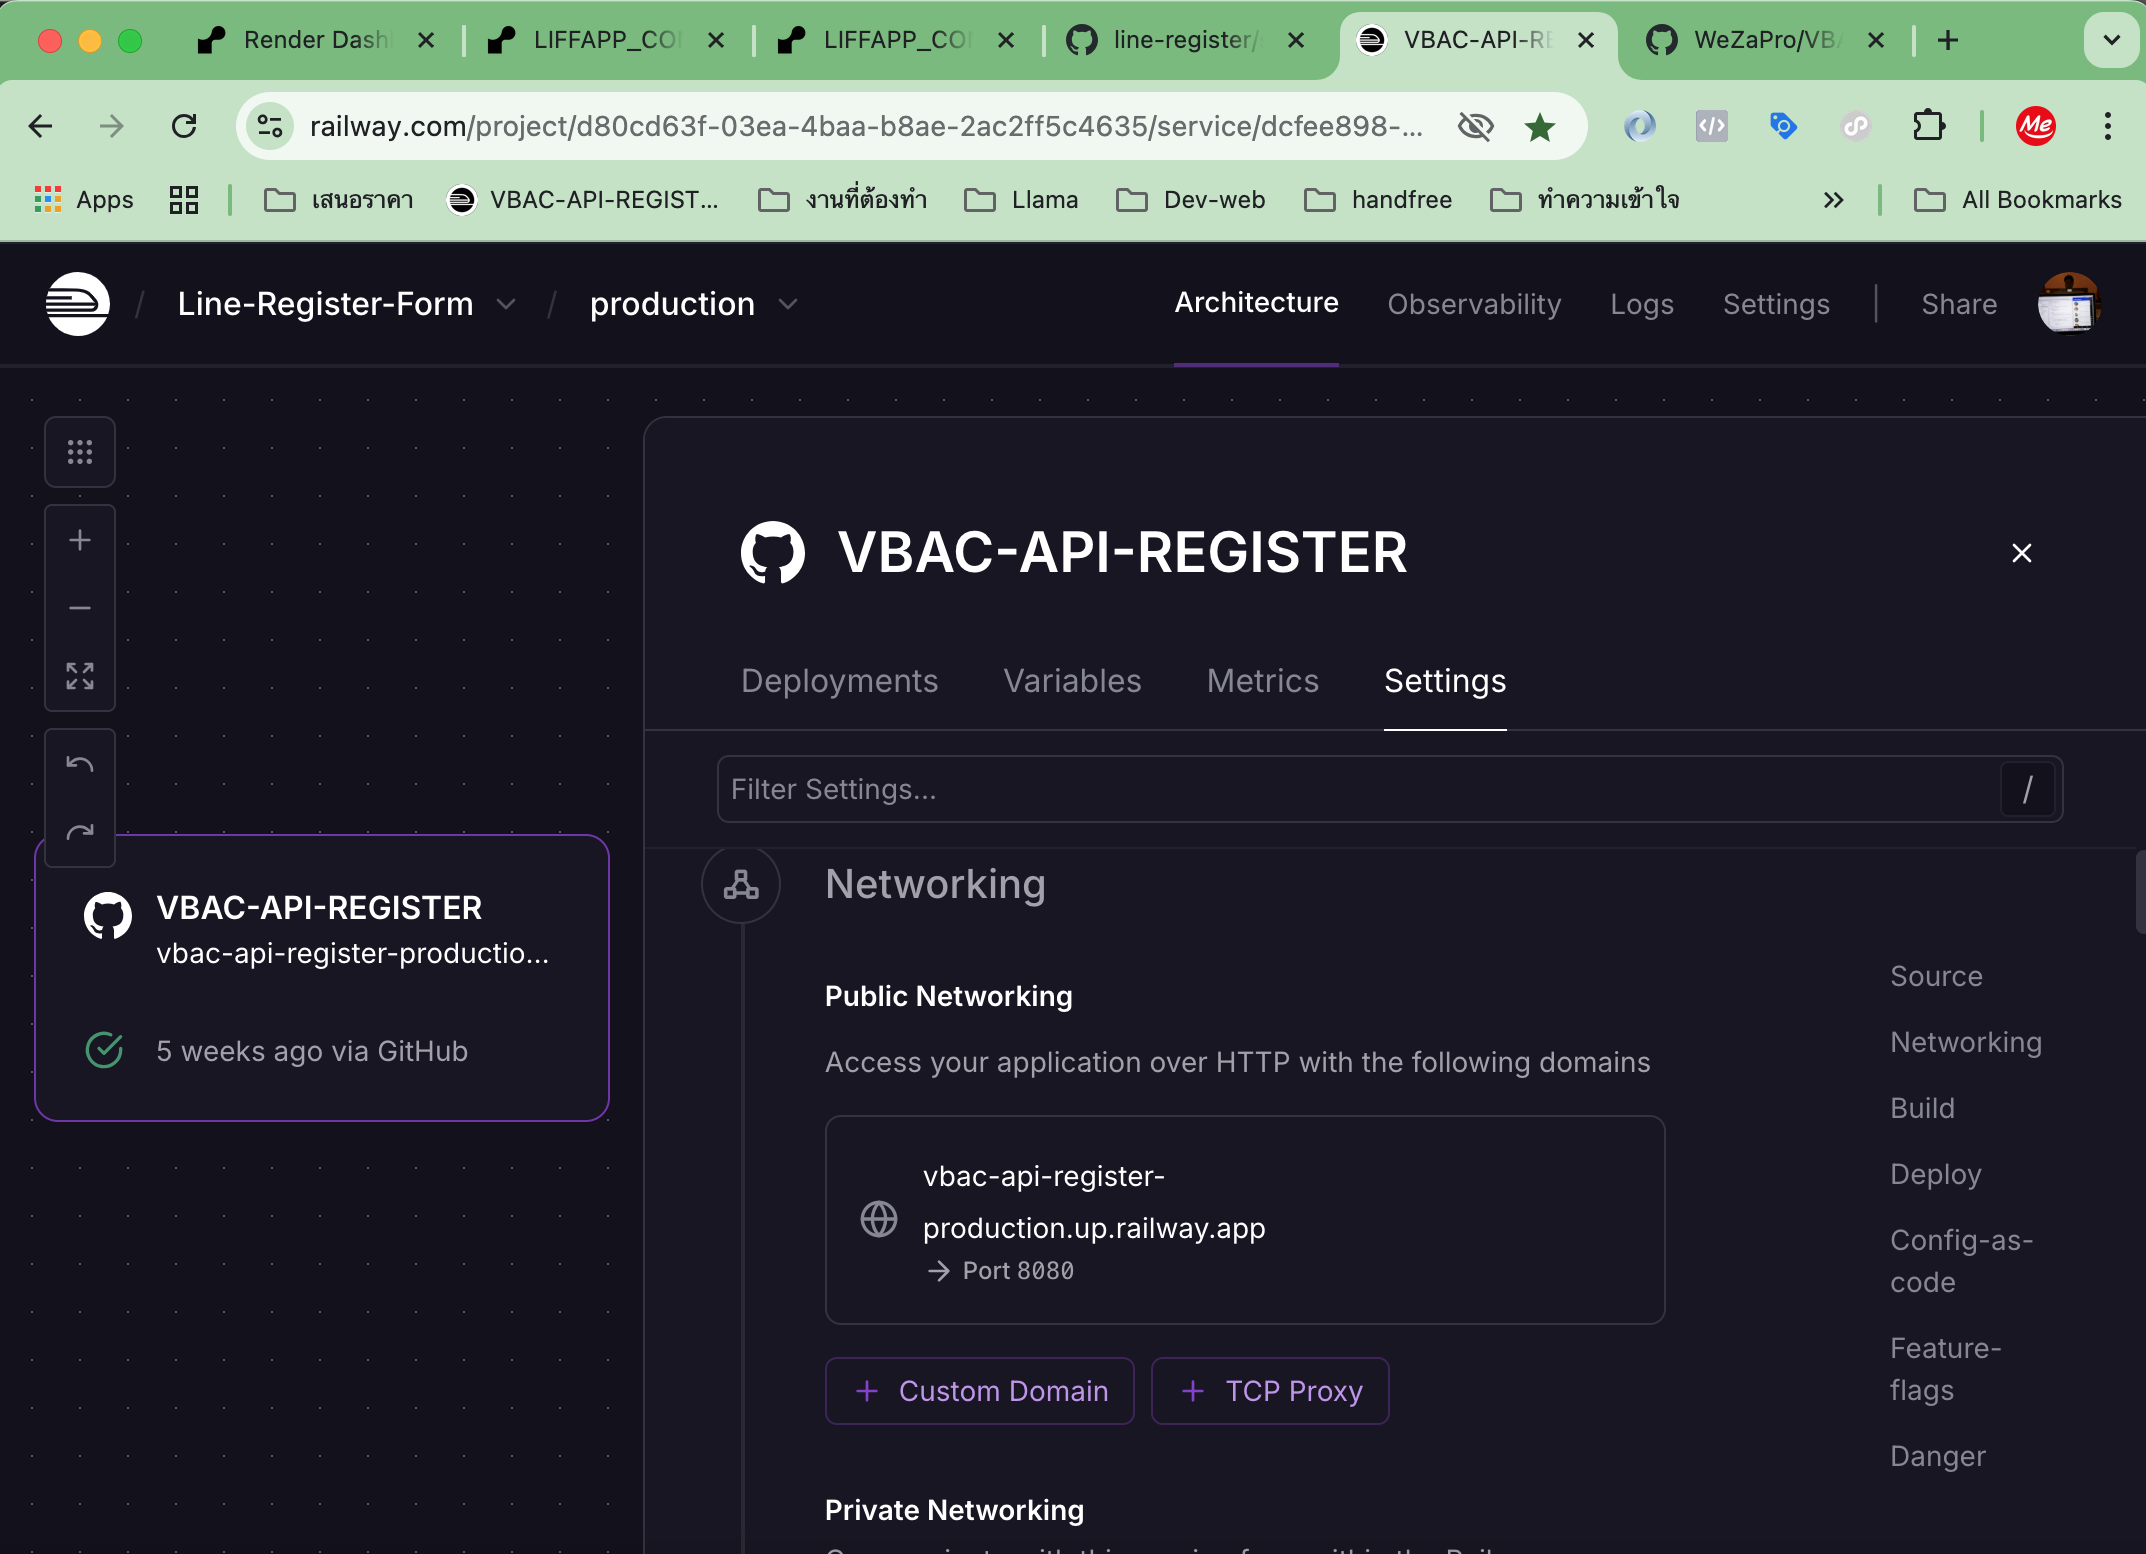 Render Dash
LIFFAPP_CO
LIFFAPP_CO
line-register/
VBAC-API-RE
WeZaPro/VBA
railway.com/project/d80cd63f-03ea-4baa-b8ae-2ac2ff5c4635/service/dcfee898-...
Me
Apps
เสนอราคา
VBAC-API-REGIST...
งานที่ต้องทำ
Llama
Dev-web
handfree
ทำความเข้าใจ
All Bookmarks
/ Line-Register-Form / production
Architecture
Observability
Logs
Settings
Share
VBAC-API-REGISTER
vbac-api-register-productio...
5 weeks ago via GitHub
VBAC-API-REGISTER
Deployments
Variables
Metrics
Settings
Filter Settings...
/
Networking
Public Networking
Access your application over HTTP with the following domains
vbac-api-register-
production.up.railway.app
→ Port 8080
+ Custom Domain
+ TCP Proxy
Private Networking
Source
Networking
Build
Deploy
Config-as-
code
Feature-
flags
Danger